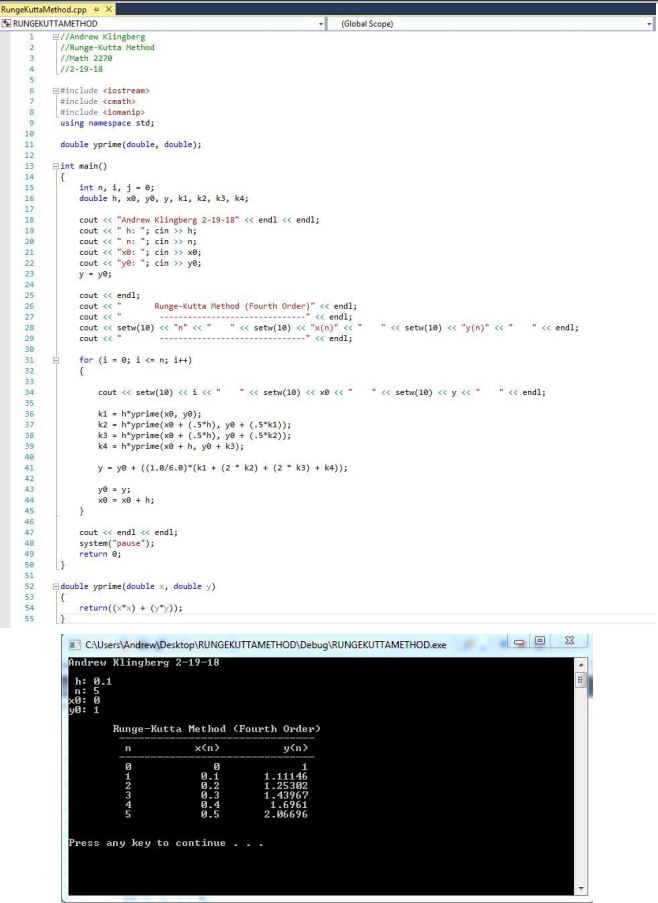 RungeKuttaMethod.cpp
RUNGEKUTTAMETHOD (Global Scope)
1 //Andrew Klingberg
2 //Runge-Kutta Method
3 //Math 2270
4 //2-19-18
5
6 #include <iostream>
7 #include <cmath>
8 #include <iomanip>
9 using namespace std;
10
11 double yprime(double, double);
12
13 int main()
14 {
15 int n, i, j = 0;
16 double h, x0, y0, y, k1, k2, k3, k4;
17
18 cout << "Andrew Klingberg 2-19-18" << endl << endl;
19 cout << " h: "; cin >> h;
20 cout << " n: "; cin >> n;
21 cout << "x0: "; cin >> x0;
22 cout << "y0: "; cin >> y0;
23 y = y0;
24
25 cout << endl;
26 cout << "       Runge-Kutta Method (Fourth Order)" << endl;
27 cout << "        ------------------------------" << endl;
28 cout << setw(10) << "n" << "    " << setw(10) << "x(n)" << "    " << setw(10) << "y(n)" << "    " << endl;
29 cout << "        ------------------------------" << endl;
30
31 for (i = 0; i <= n; i++)
32 {
33
34 cout << setw(10) << i << "    " << setw(10) << x0 << "    " << setw(10) << y << "    " << endl;
35
36 k1 = h*yprime(x0, y0);
37 k2 = h*yprime(x0 + (.5*h), y0 + (.5*k1));
38 k3 = h*yprime(x0 + (.5*h), y0 + (.5*k2));
39 k4 = h*yprime(x0 + h, y0 + k3);
40
41 y = y0 + ((1.0/6.0)*(k1 + (2 * k2) + (2 * k3) + k4));
42
43 y0 = y;
44 x0 = x0 + h;
45 }
46
47 cout << endl << endl;
48 system("pause");
49 return 0;
50 }
51
52 double yprime(double x, double y)
53 {
54 return((x*x) + (y*y));
55 }
C:\Users\Andrew\Desktop\RUNGEKUTTAMETHOD\Debug\RUNGEKUTTAMETHOD.exe
Andrew Klingberg 2-19-18
h: 0.1
n: 5
x0: 0
y0: 1
Runge-Kutta Method (Fourth Order)
------------------------------
n x(n) y(n)
------------------------------
0 0 1
1 0.1 1.11146
2 0.2 1.25302
3 0.3 1.43967
4 0.4 1.6961
5 0.5 2.06696
Press any key to continue . . .